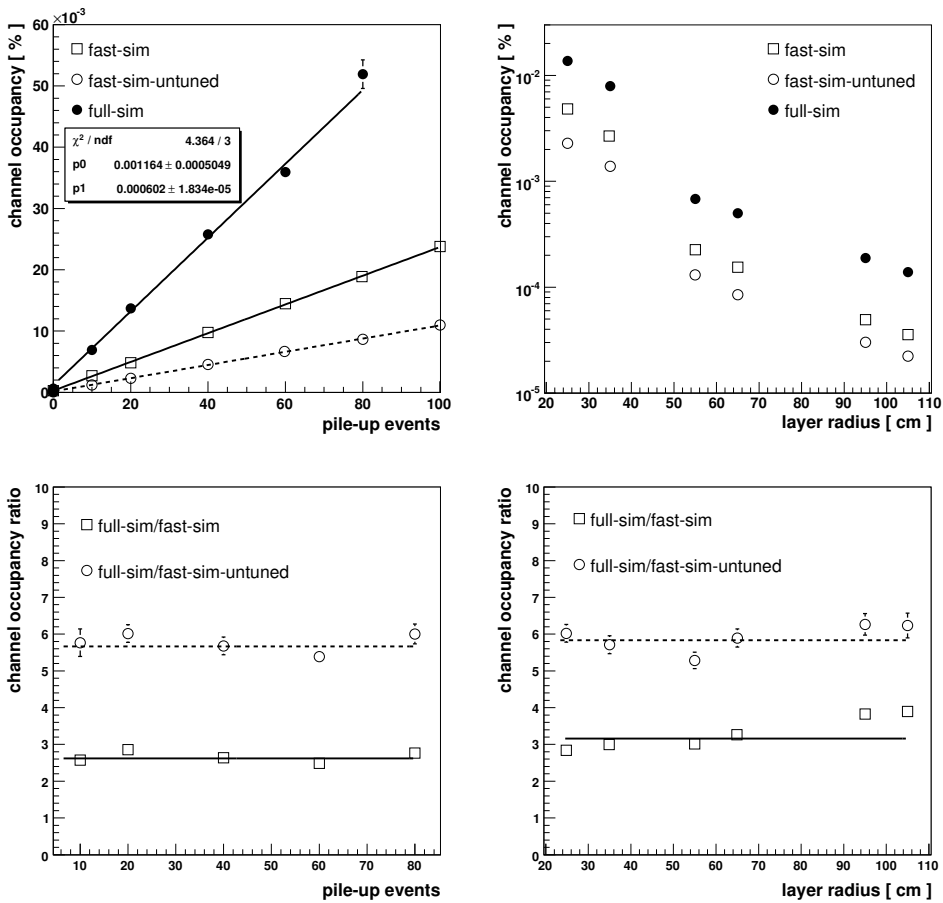 ×10⁻³
channel occupancy [ % ]
60
50
40
30
20
10
0
fast-sim
fast-sim-untuned
full-sim
χ² / ndf 4.364 / 3
p0 0.001164 ± 0.0005049
p1 0.000602 ± 1.834e-05
0 20 40 60 80 100
pile-up events
channel occupancy [ % ]
10⁻²
10⁻³
10⁻⁴
10⁻⁵
fast-sim
fast-sim-untuned
full-sim
20 30 40 50 60 70 80 90 100 110
layer radius [ cm ]
channel occupancy ratio
10
9
8
7
6
5
4
3
2
1
0
full-sim/fast-sim
full-sim/fast-sim-untuned
10 20 30 40 50 60 70 80
pile-up events
channel occupancy ratio
10
9
8
7
6
5
4
3
2
1
0
full-sim/fast-sim
full-sim/fast-sim-untuned
20 30 40 50 60 70 80 90 100 110
layer radius [ cm ]